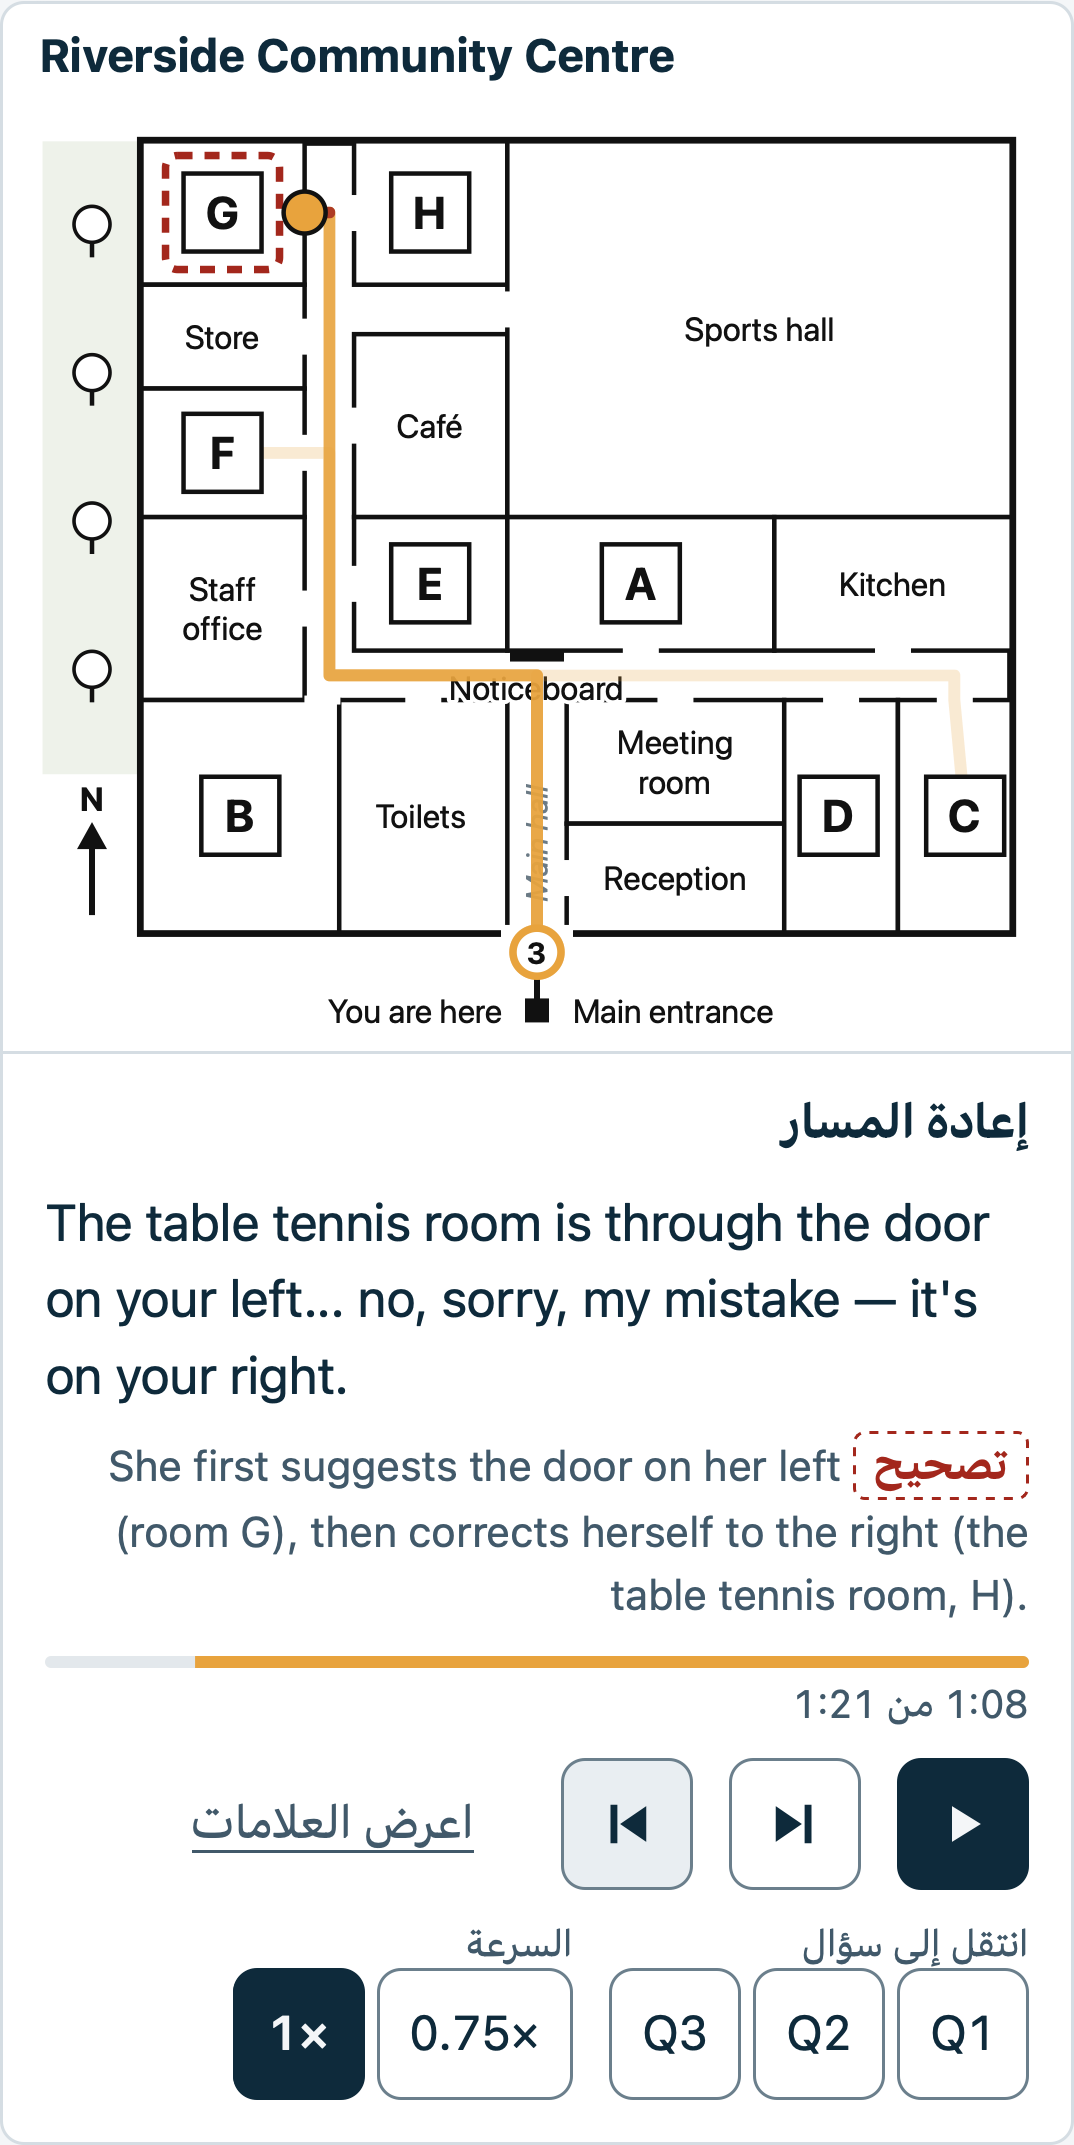 Riverside Community Centre
G
H
Sports hall
Store
Café
F
Staff
office
E
A
Kitchen
Noticeboard
Meeting
room
N
B
Toilets
Main hall
D
C
Reception
3
You are here
Main entrance
إعادة المسار
The table tennis room is through the door
on your left... no, sorry, my mistake — it's
on your right.
تصحيح She first suggests the door on her left
(room G), then corrects herself to the right (the
table tennis room, H).
1:08 من 1:21
اعرض العلامات
انتقل إلى سؤال
السرعة
Q1 Q2 Q3
0.75× 1×